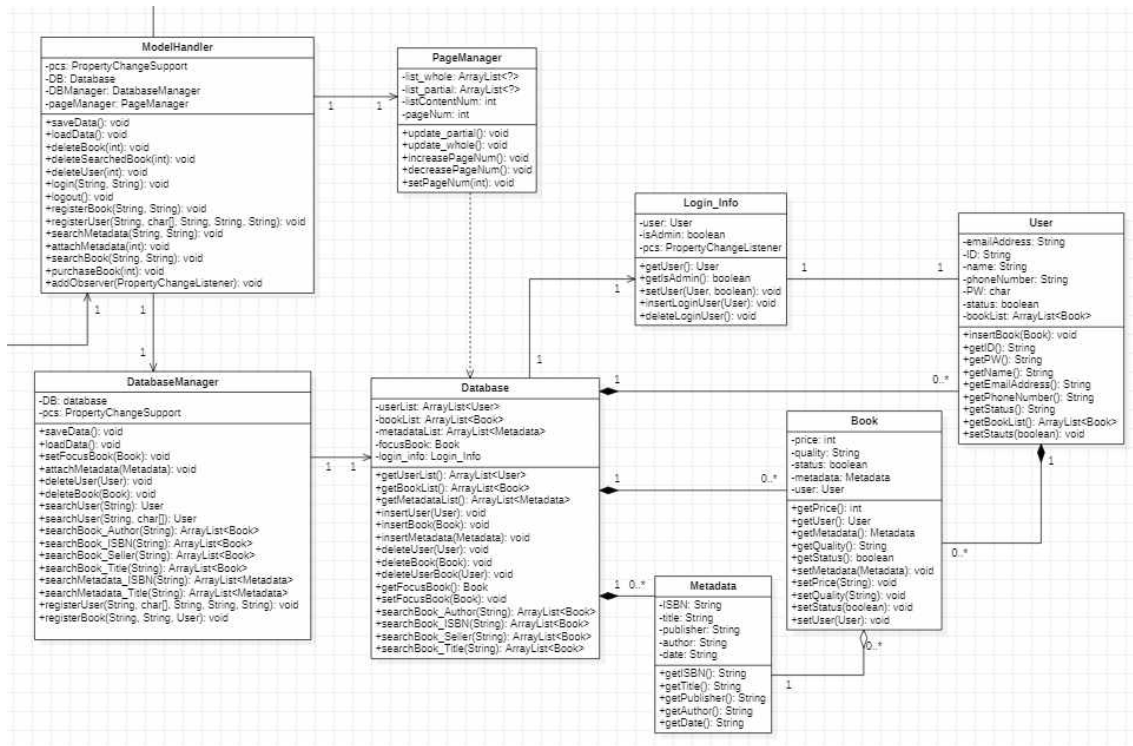 ModelHandler
-pcs: PropertyChangeSupport
-DB: Database
-DBManager: DatabaseManager
-pageManager: PageManager
+saveData(): void
+loadData(): void
+deleteBook(int): void
+deleteSearchedBook(int): void
+deleteUser(int): void
+login(String, String): void
+logout(): void
+registerBook(String, String): void
+registerUser(String, char[], String, String, String): void
+searchMetadata(String, String): void
+attachMetadata(int): void
+searchBook(String, String): void
+purchaseBook(int): void
+addObserver(PropertyChangeListener): void
1
1
PageManager
-list_whole: ArrayList<?>
-list_partial: ArrayList<?>
-listContentNum: int
-pageNum: int
+update_partial(): void
+update_whole(): void
+increasePageNum(): void
+decreasePageNum(): void
+setPageNum(int): void
Login_Info
-user: User
-isAdmin: boolean
-pcs: PropertyChangeListener
+getUser(): User
+getIsAdmin(): boolean
+setUser(User, boolean): void
+insertLoginUser(User): void
+deleteLoginUser(): void
1
1
User
-emailAddress: String
-ID: String
-name: String
-phoneNumber: String
-PW: char
-status: boolean
-bookList: ArrayList<Book>
+insertBook(Book): void
+getID(): String
+getPW(): String
+getName(): String
+getEmailAddress(): String
+getPhoneNumber(): String
+getStatus(): String
+getBookList(): ArrayList<Book>
+setStauts(boolean): void
1
1
1
1
1
DatabaseManager
-DB: database
-pcs: PropertyChangeSupport
+saveData(): void
+loadData(): void
+setFocusBook(Book): void
+attachMetadata(Metadata): void
+deleteUser(User): void
+deleteBook(Book): void
+searchUser(String): User
+searchUser(String, char[]): User
+searchBook_Author(String): ArrayList<Book>
+searchBook_ISBN(String): ArrayList<Book>
+searchBook_Seller(String): ArrayList<Book>
+searchBook_Title(String): ArrayList<Book>
+searchMetadata_ISBN(String): ArrayList<Metadata>
+searchMetadata_Title(String): ArrayList<Metadata>
+registerUser(String, char[], String, String, String): void
+registerBook(String, String, User): void
1
1
Database
-userList: ArrayList<User>
-bookList: ArrayList<Book>
-metadataList: ArrayList<Metadata>
-focusBook: Book
-login_info: Login_Info
+getUserList(): ArrayList<User>
+getBookList(): ArrayList<Book>
+getMetadataList(): ArrayList<Metadata>
+insertUser(User): void
+insertBook(Book): void
+insertMetadata(Metadata): void
+deleteUser(User): void
+deleteBook(Book): void
+deleteUserBook(User): void
+getFocusBook(): Book
+setFocusBook(Book): void
+searchBook_Author(String): ArrayList<Book>
+searchBook_ISBN(String): ArrayList<Book>
+searchBook_Seller(String): ArrayList<Book>
+searchBook_Title(String): ArrayList<Book>
1
0..*
1
0..*
1
0..*
Book
-price: int
-quality: String
-status: boolean
-metadata: Metadata
-user: User
+getPrice(): int
+getUser(): User
+getMetadata(): Metadata
+getQuality(): String
+getStatus(): boolean
+setMetadata(Metadata): void
+setPrice(String): void
+setQuality(String): void
+setStatus(boolean): void
+setUser(User): void
1
0..*
0..*
1
Metadata
-ISBN: String
-title: String
-publisher: String
-author: String
-date: String
+getISBN(): String
+getTitle(): String
+getPublisher(): String
+getAuthor(): String
+getDate(): String